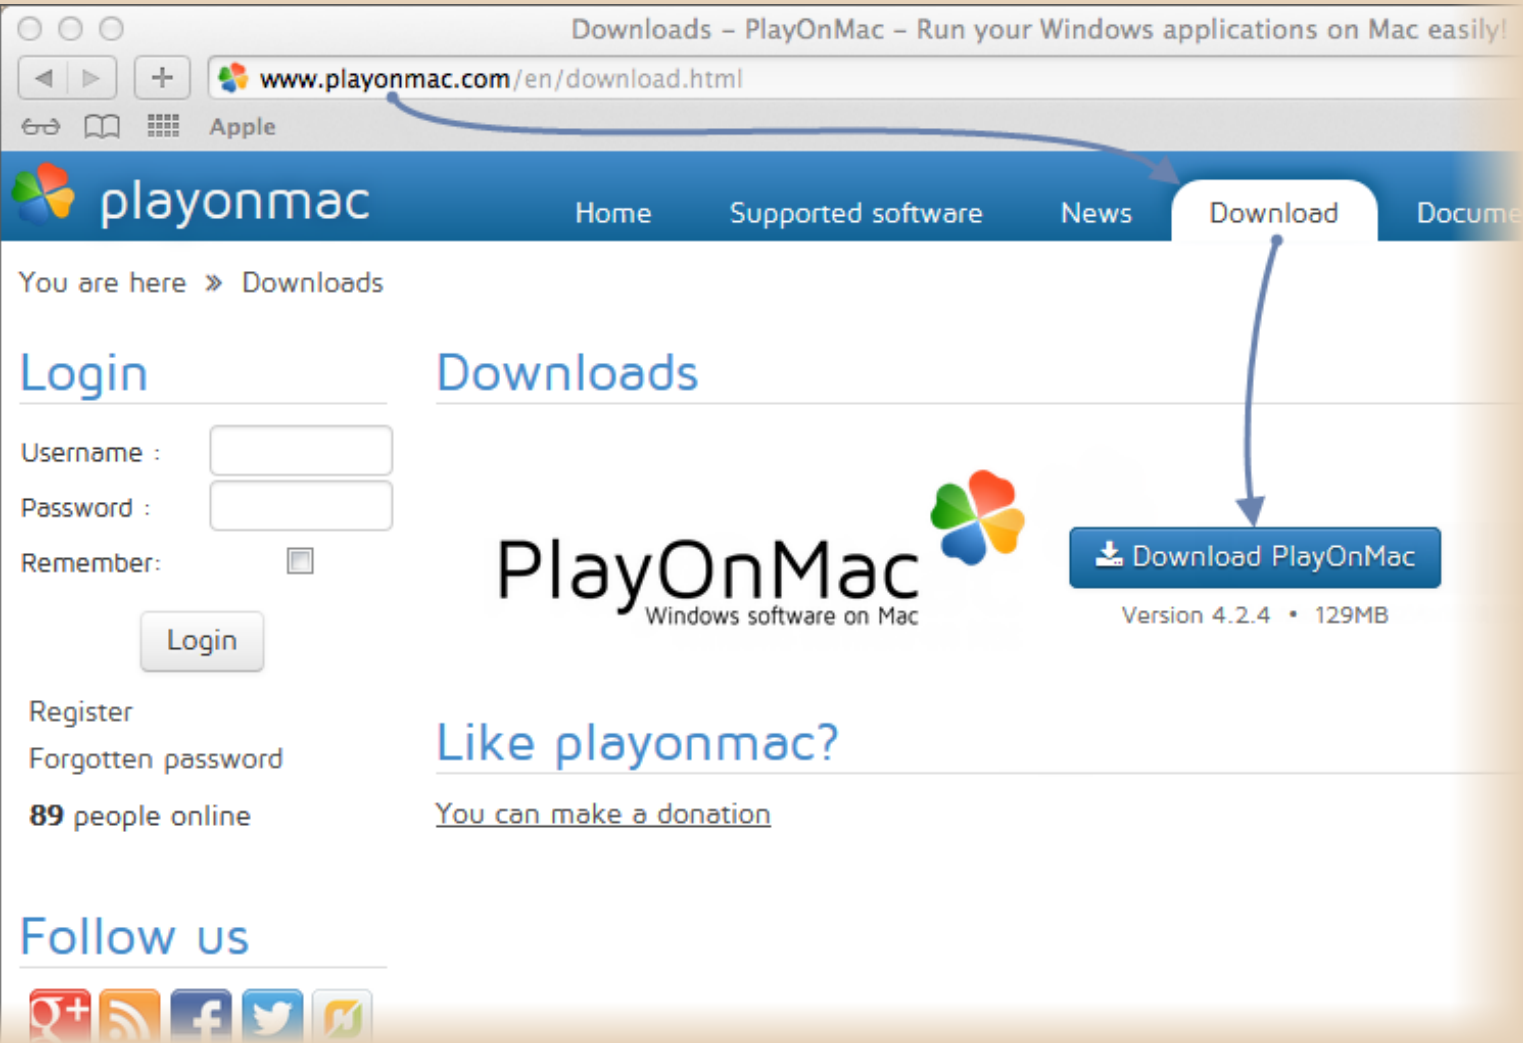 Downloads – PlayOnMac – Run your Windows applications on Mac easily!
www.playonmac.com/en/download.html
Apple
playonmac
Home Supported software News Download Docume
You are here » Downloads
Login
Username :
Password :
Remember:
Login
Register
Forgotten password
89 people online
Follow us
g+
Downloads
PlayOnMac
Windows software on Mac
Download PlayOnMac
Version 4.2.4 • 129MB
Like playonmac?
You can make a donation